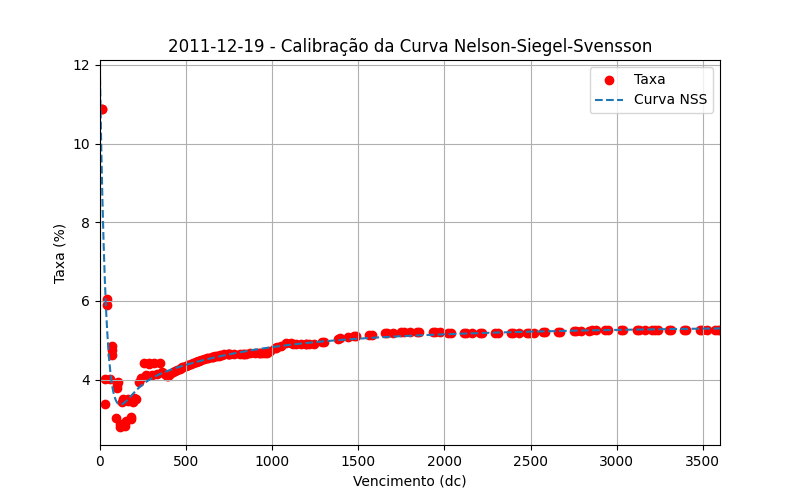 2011-12-19 - Calibração da Curva Nelson-Siegel-Svensson
12
10
8
6
4
Taxa (%)
Taxa
Curva NSS
0 500 1000 1500 2000 2500 3000 3500
Vencimento (dc)